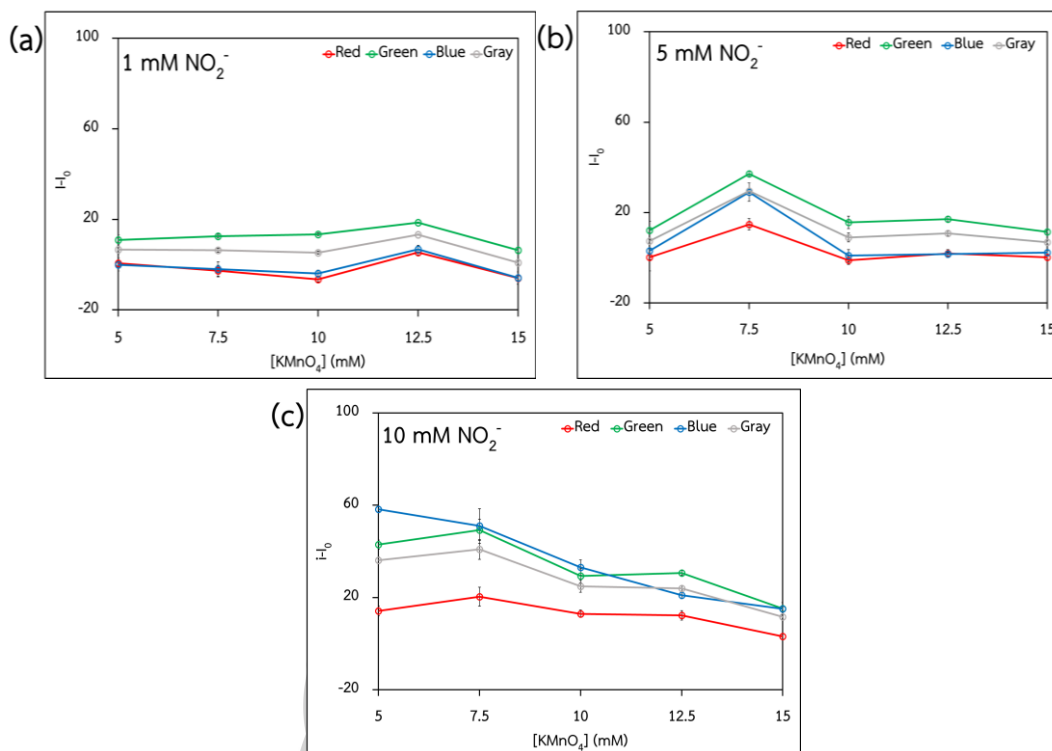 (a)
100
60
20
-20
I-I₀
1 mM NO₂⁻
Red Green Blue Gray
5 7.5 10 12.5 15
[KMnO₄] (mM)
(b)
100
60
20
-20
I-I₀
5 mM NO₂⁻
Red Green Blue Gray
5 7.5 10 12.5 15
[KMnO₄] (mM)
(c)
100
60
20
-20
i-I₀
10 mM NO₂⁻
Red Green Blue Gray
5 7.5 10 12.5 15
[KMnO₄] (mM)